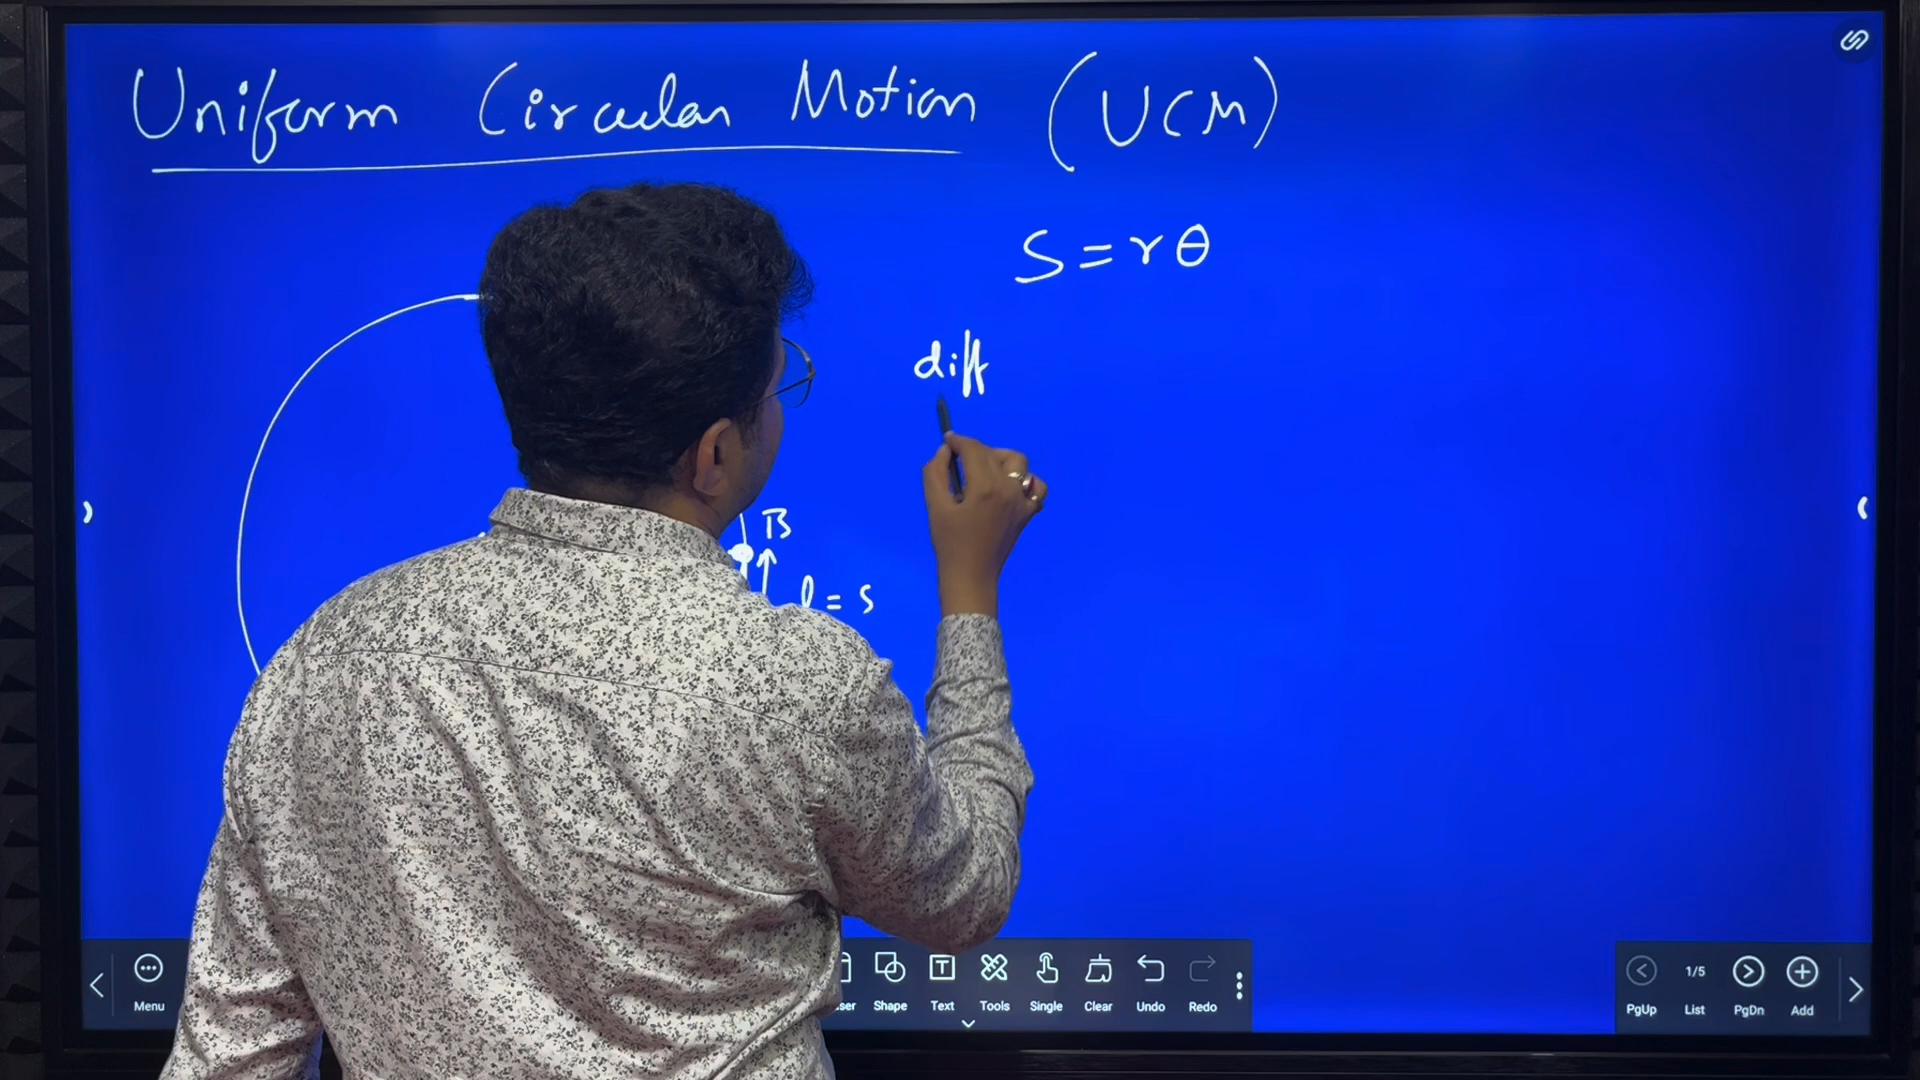 Uniform Circular Motion (UCM)
S = rθ
diff
B
l = s
Menu
ser
Shape
Text
Tools
Single
Clear
Undo
Redo
PgUp
1/5
List
PgDn
Add